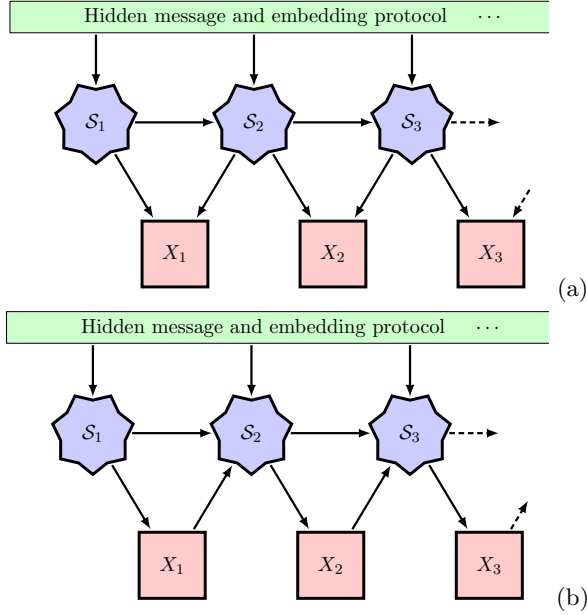 Hidden message and embedding protocol ⋯
𝒮₁ 𝒮₂ 𝒮₃
X₁ X₂ X₃
(a)
Hidden message and embedding protocol ⋯
𝒮₁ 𝒮₂ 𝒮₃
X₁ X₂ X₃
(b)